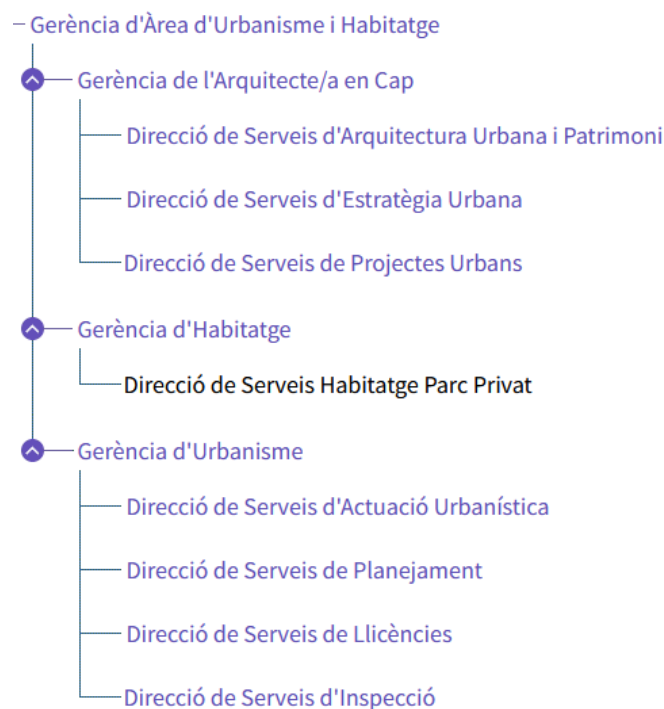 Gerència d'Àrea d'Urbanisme i Habitatge
Gerència de l'Arquitecte/a en Cap
Direcció de Serveis d'Arquitectura Urbana i Patrimoni
Direcció de Serveis d'Estratègia Urbana
Direcció de Serveis de Projectes Urbans
Gerència d'Habitatge
Direcció de Serveis Habitatge Parc Privat
Gerència d'Urbanisme
Direcció de Serveis d'Actuació Urbanística
Direcció de Serveis de Planejament
Direcció de Serveis de Llicències
Direcció de Serveis d'Inspecció